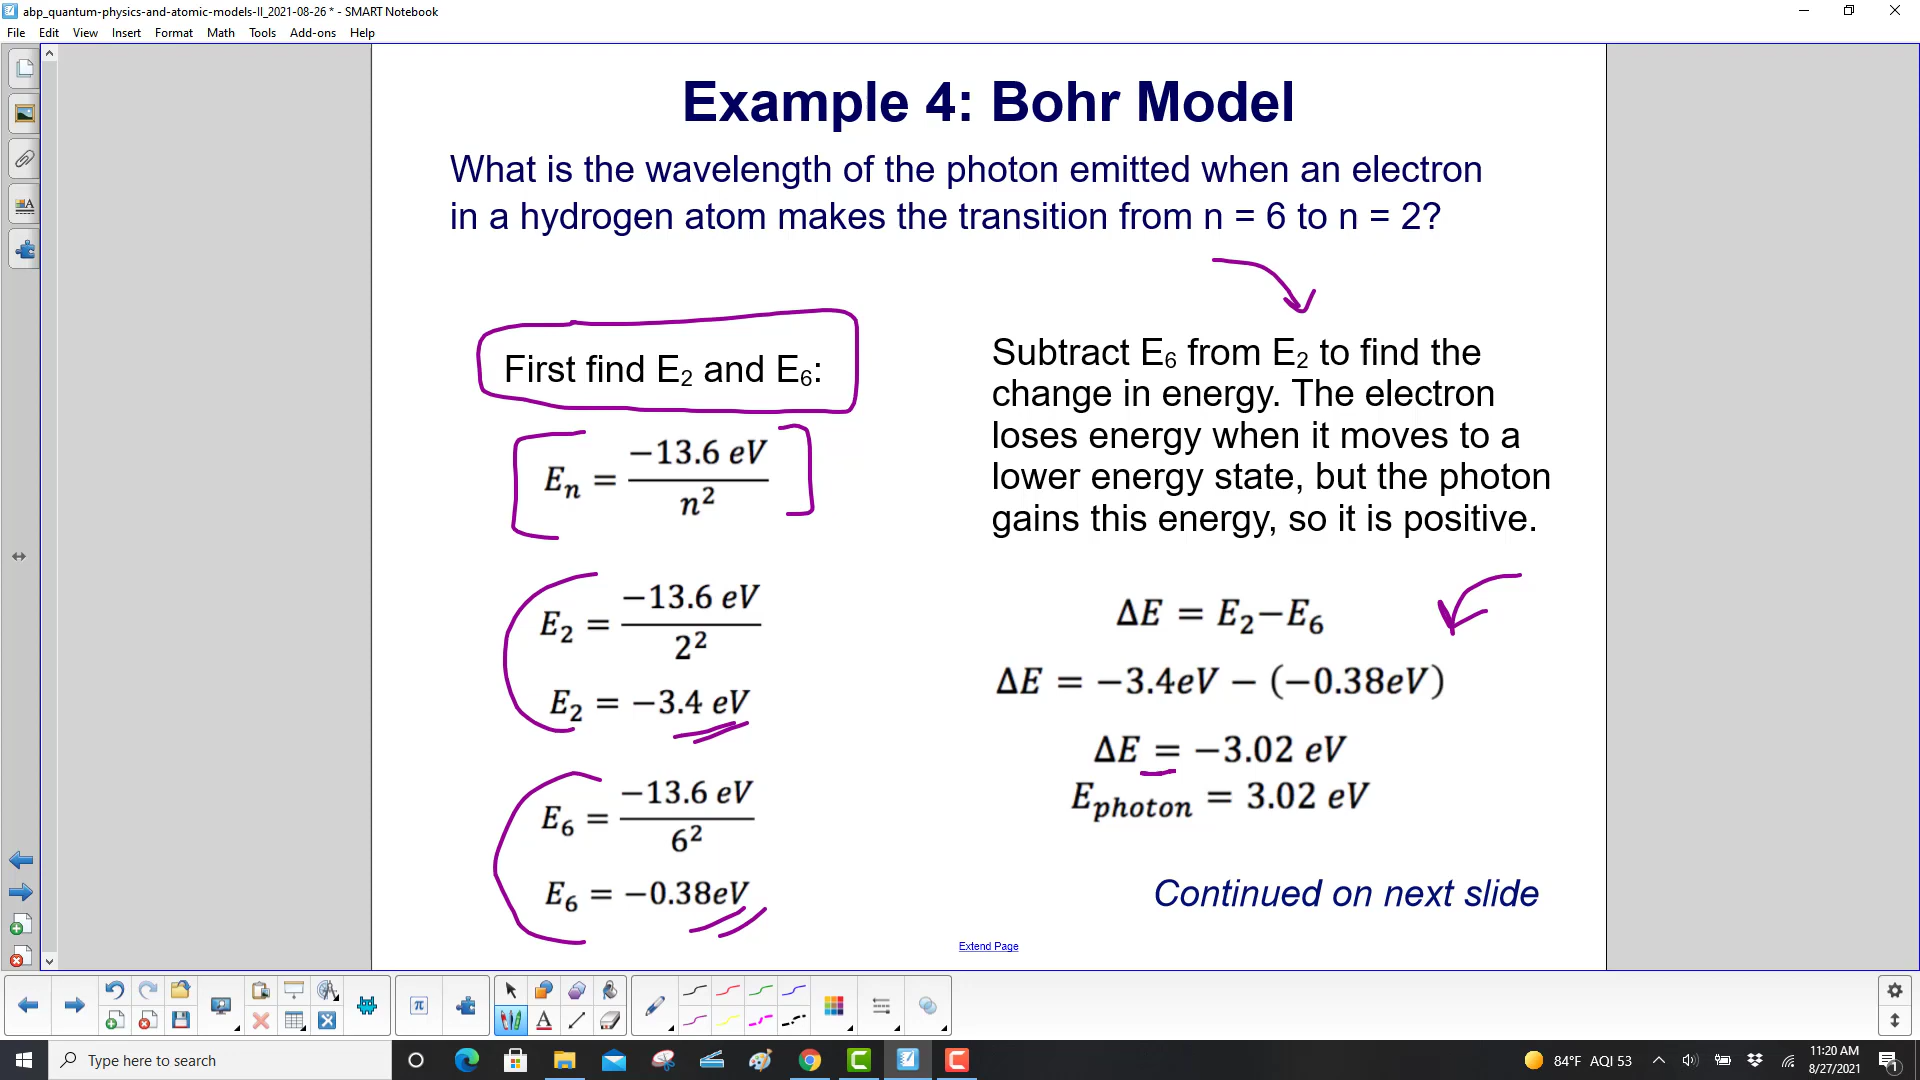 abp_quantum-physics-and-atomic-models-II_2021-08-26 * - SMART Notebook
File Edit View Insert Format Math Tools Add-ons Help
Example 4: Bohr Model
What is the wavelength of the photon emitted when an electron
in a hydrogen atom makes the transition from n = 6 to n = 2?
First find E₂ and E₆:
Eₙ = −13.6 eV / n²
E₂ = −13.6 eV / 2²
E₂ = −3.4 eV
E₆ = −13.6 eV / 6²
E₆ = −0.38eV
Subtract E₆ from E₂ to find the
change in energy. The electron
loses energy when it moves to a
lower energy state, but the photon
gains this energy, so it is positive.
ΔE = E₂−E₆
ΔE = −3.4eV − (−0.38eV)
ΔE = −3.02 eV
E_photon = 3.02 eV
Continued on next slide
Extend Page
π
A
Type here to search
84°F AQI 53
11:20 AM
8/27/2021
1